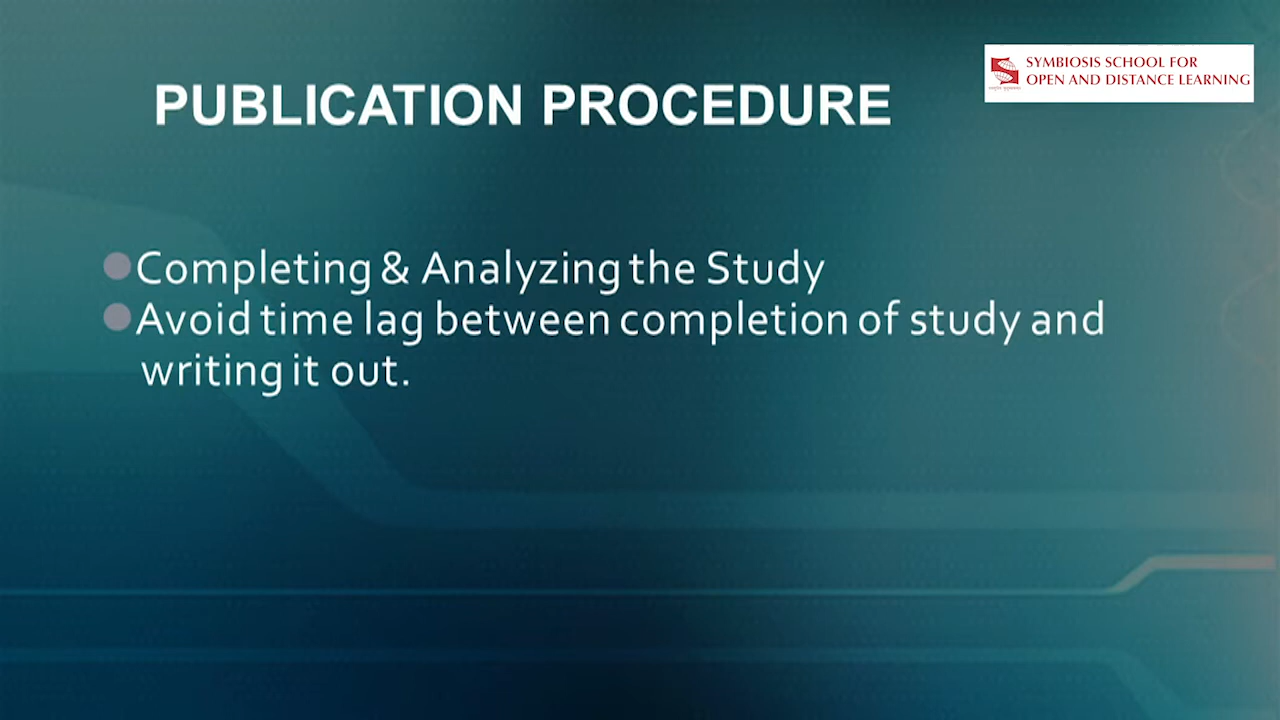 SYMBIOSIS SCHOOL FOR
OPEN AND DISTANCE LEARNING
PUBLICATION PROCEDURE
Completing & Analyzing the Study
Avoid time lag between completion of study and
writing it out.